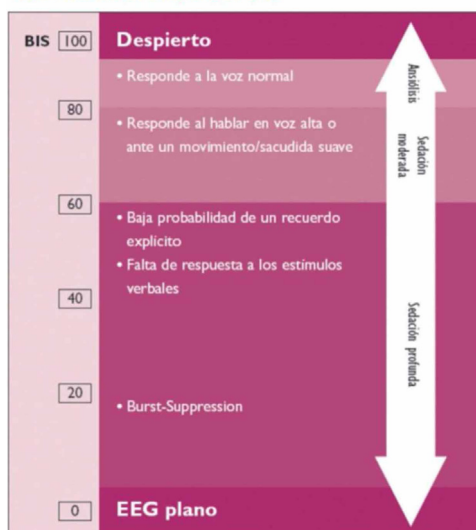 BIS 100 Despierto
• Responde a la voz normal
80
• Responde al hablar en voz alta o
ante un movimiento/sacudida suave
60
• Baja probabilidad de un recuerdo
explícito
• Falta de respuesta a los estímulos
verbales
40
20
• Burst-Suppression
0 EEG plano
Ansiólisis
Sedación
moderada
Sedación profunda